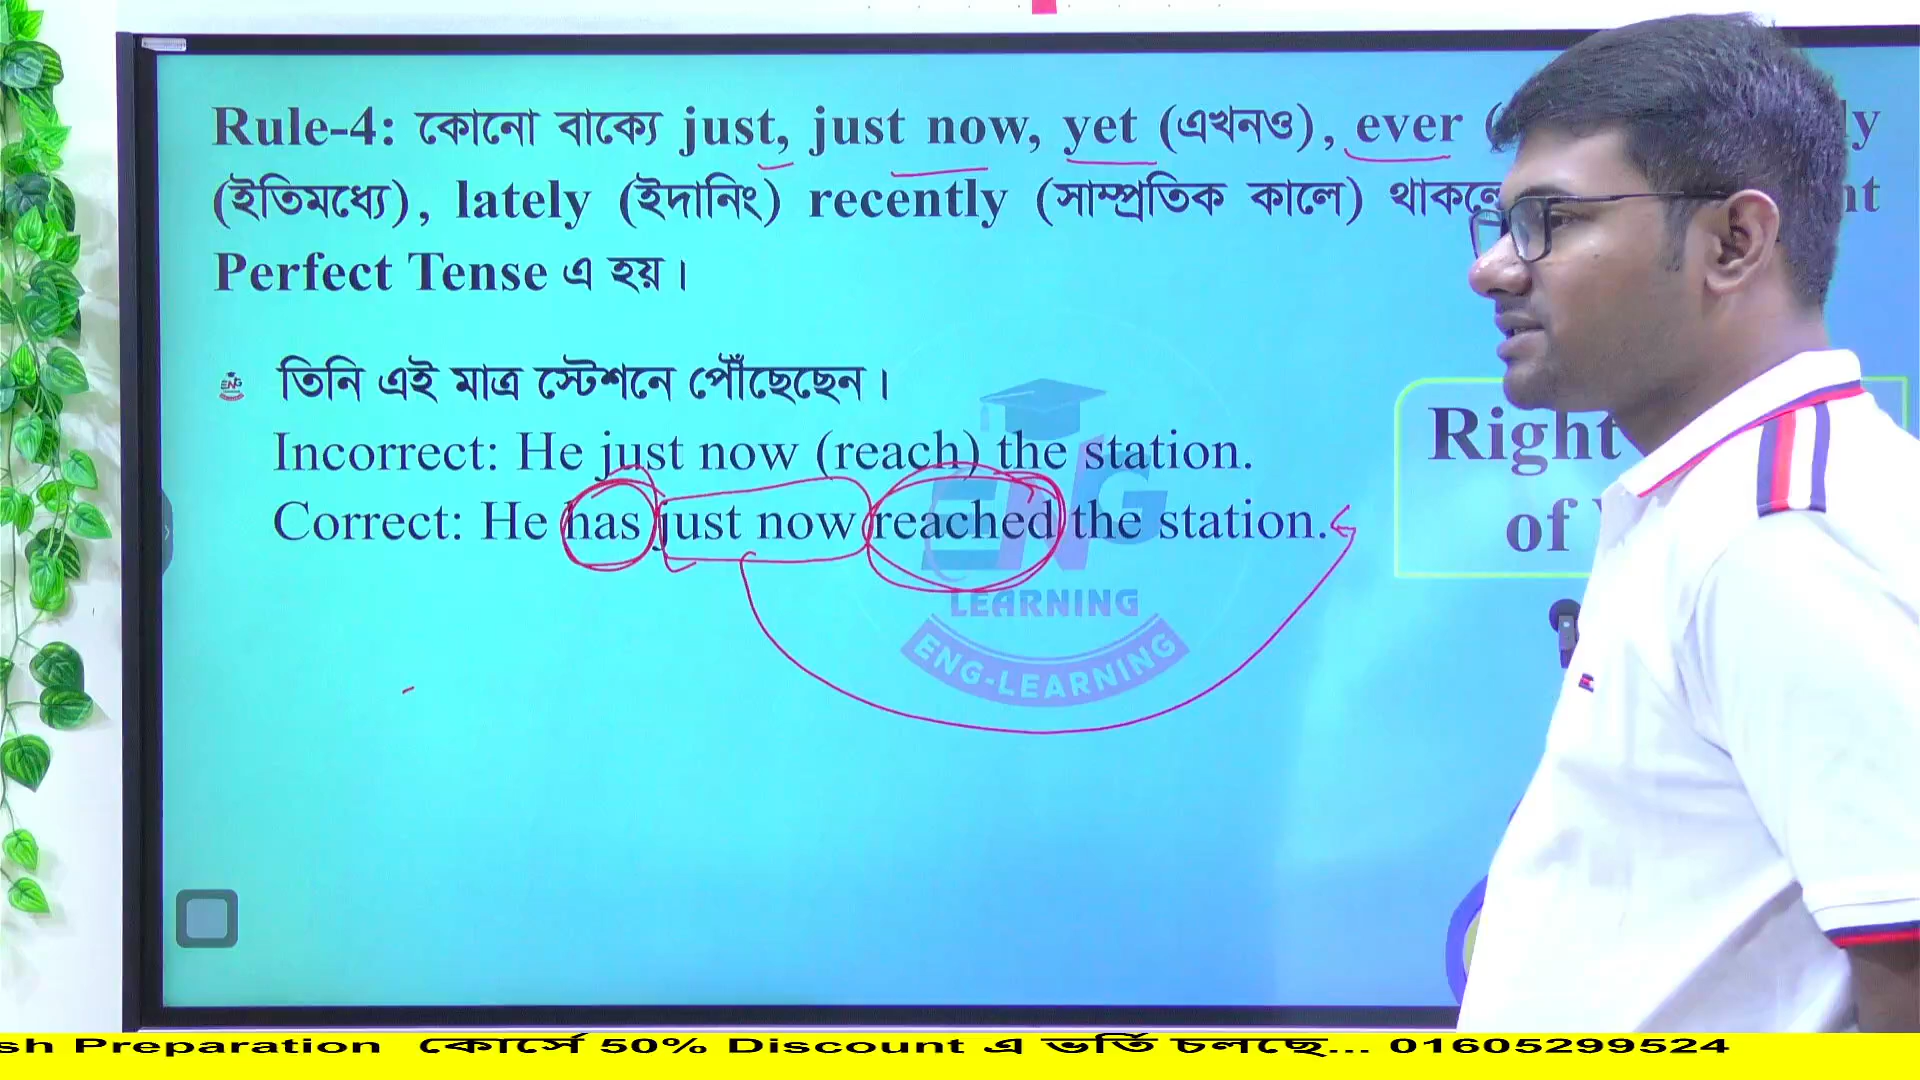 Rule-4: কোনো বাক্যে just, just now, yet (এখনও), ever (
(ইতিমধ্যে), lately (ইদানিং) recently (সাম্প্রতিক কালে) থাকলে
Perfect Tense এ হয়।
তিনি এই মাত্র স্টেশনে পৌঁছেছেন।
Incorrect: He just now (reach) the station.
Correct: He has just now reached the station.
Right
of
ENG
LEARNING
ENG-LEARNING
Preparation কোর্সে 50% Discount এ ভর্তি চলছে... 01605299524